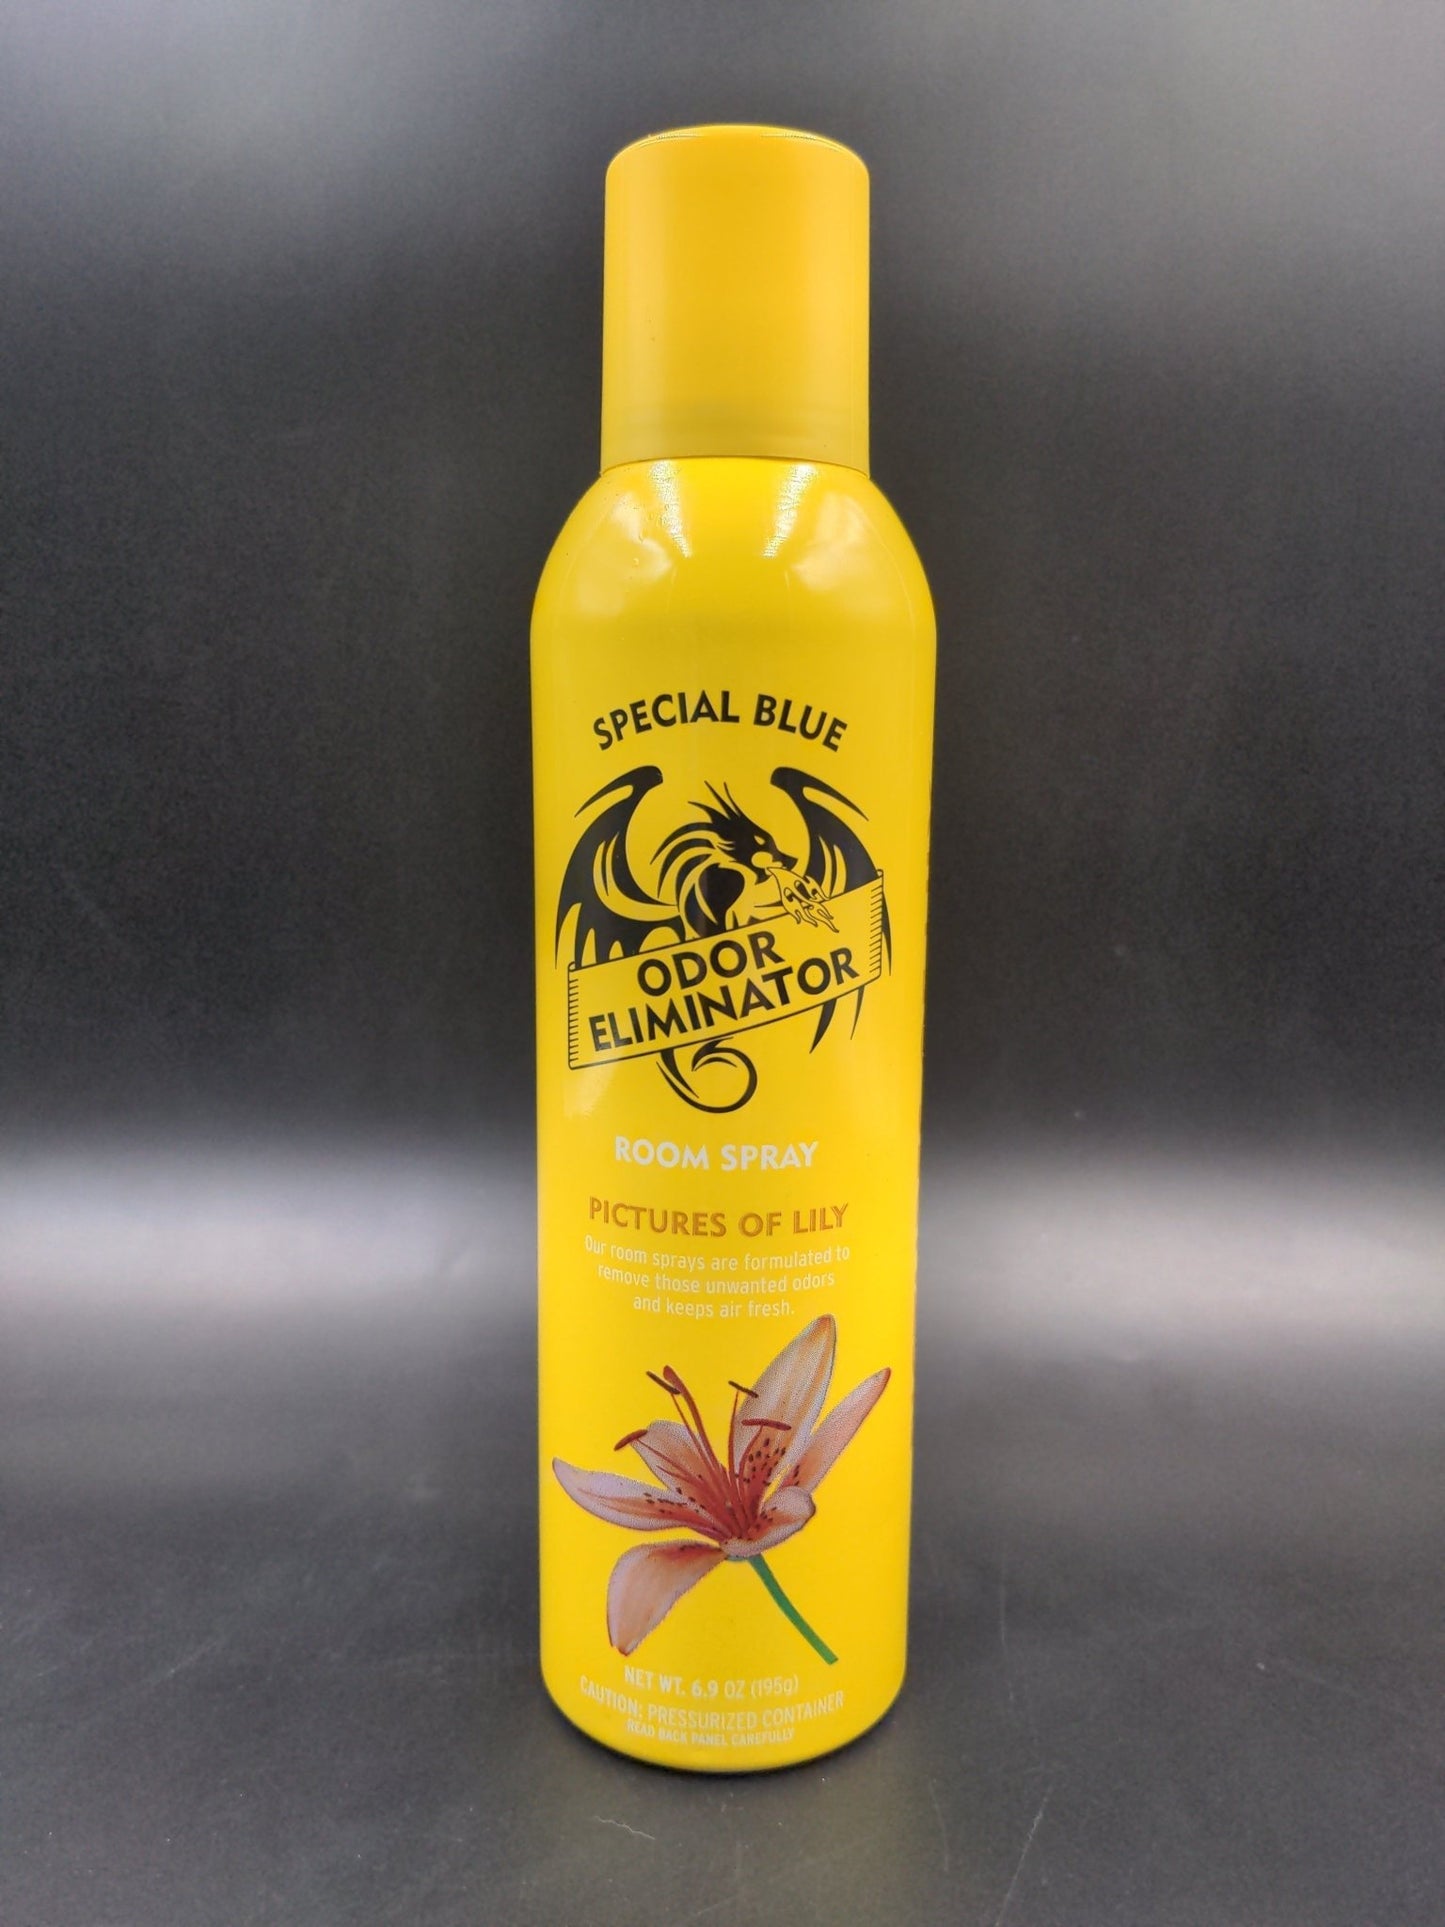 SPECIAL BLUE
ODOR
ELIMINATOR
ROOM SPRAY
PICTURES OF LILY
Our room sprays are formulated to
remove those unwanted odors
and keeps air fresh.
NET WT. 6.9 OZ (195g)
CAUTION: PRESSURIZED CONTAINER
READ BACK PANEL CAREFULLY